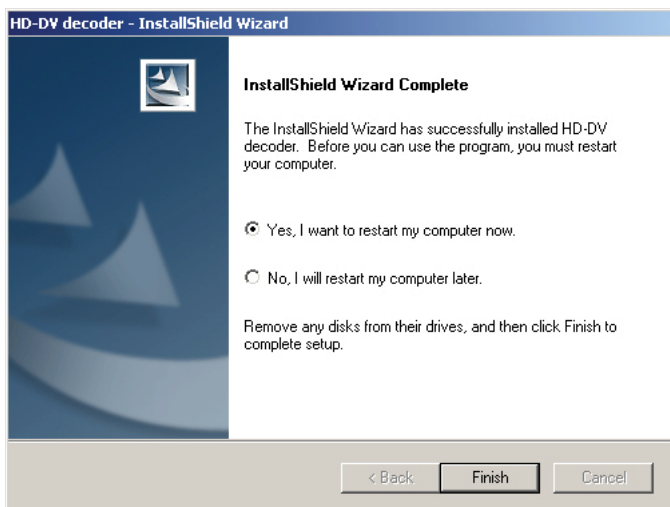 HD-DV decoder - InstallShield Wizard
InstallShield Wizard Complete
The InstallShield Wizard has successfully installed HD-DV
decoder. Before you can use the program, you must restart
your computer.
Yes, I want to restart my computer now.
No, I will restart my computer later.
Remove any disks from their drives, and then click Finish to
complete setup.
< Back Finish Cancel